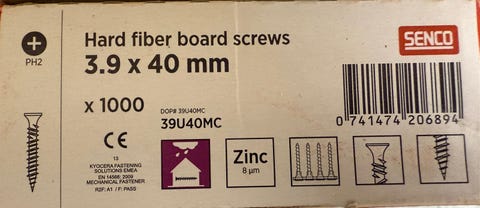 PH2
Hard fiber board screws
3.9 x 40 mm
x 1000
DOP# 39U40MC
39U40MC
CE
13
KYOCERA FASTENING
SOLUTIONS EMEA
EN 14566: 2009
MECHANICAL FASTENER
R2F: A1 / F: PASS
Zinc
8 µm
SENCO
0 741474 206894